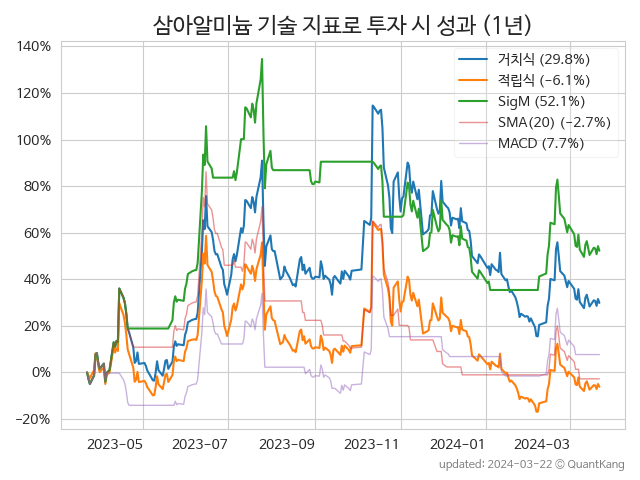 삼아알미늄 기술 지표로 투자 시 성과 (1년)
140%
120%
100%
80%
60%
40%
20%
0%
−20%
거치식 (29.8%)
적립식 (-6.1%)
SigM (52.1%)
SMA(20) (-2.7%)
MACD (7.7%)
2023-05
2023-07
2023-09
2023-11
2024-01
2024-03
updated: 2024-03-22 © QuantKang